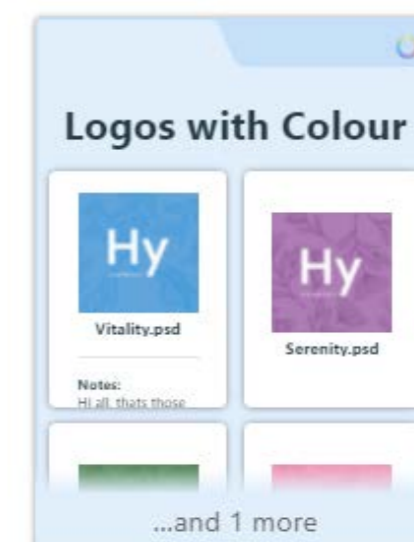 Logos with Colour
Hy
Vitality.psd
Notes:
Hi all, thats those
Hy
Serenity.psd
...and 1 more